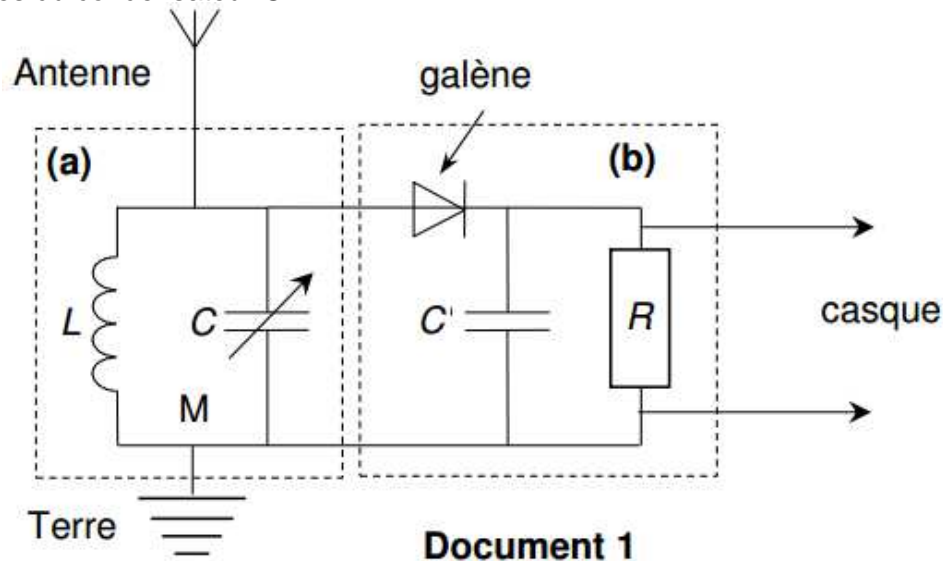 Antenne
galène
(a)
(b)
L
C
C'
R
casque
M
Terre
Document 1